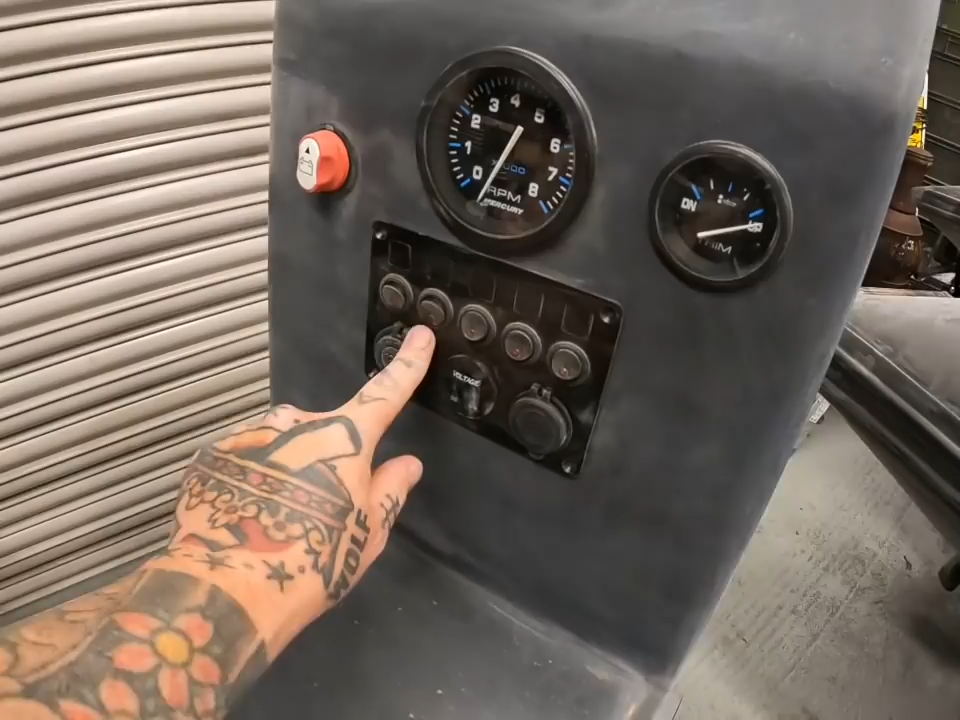 0 1 2 3 4 5 6 7 8
X1000
RPM
MERCURY
DN
UP
TRIM
VOLTAGE
WOLF